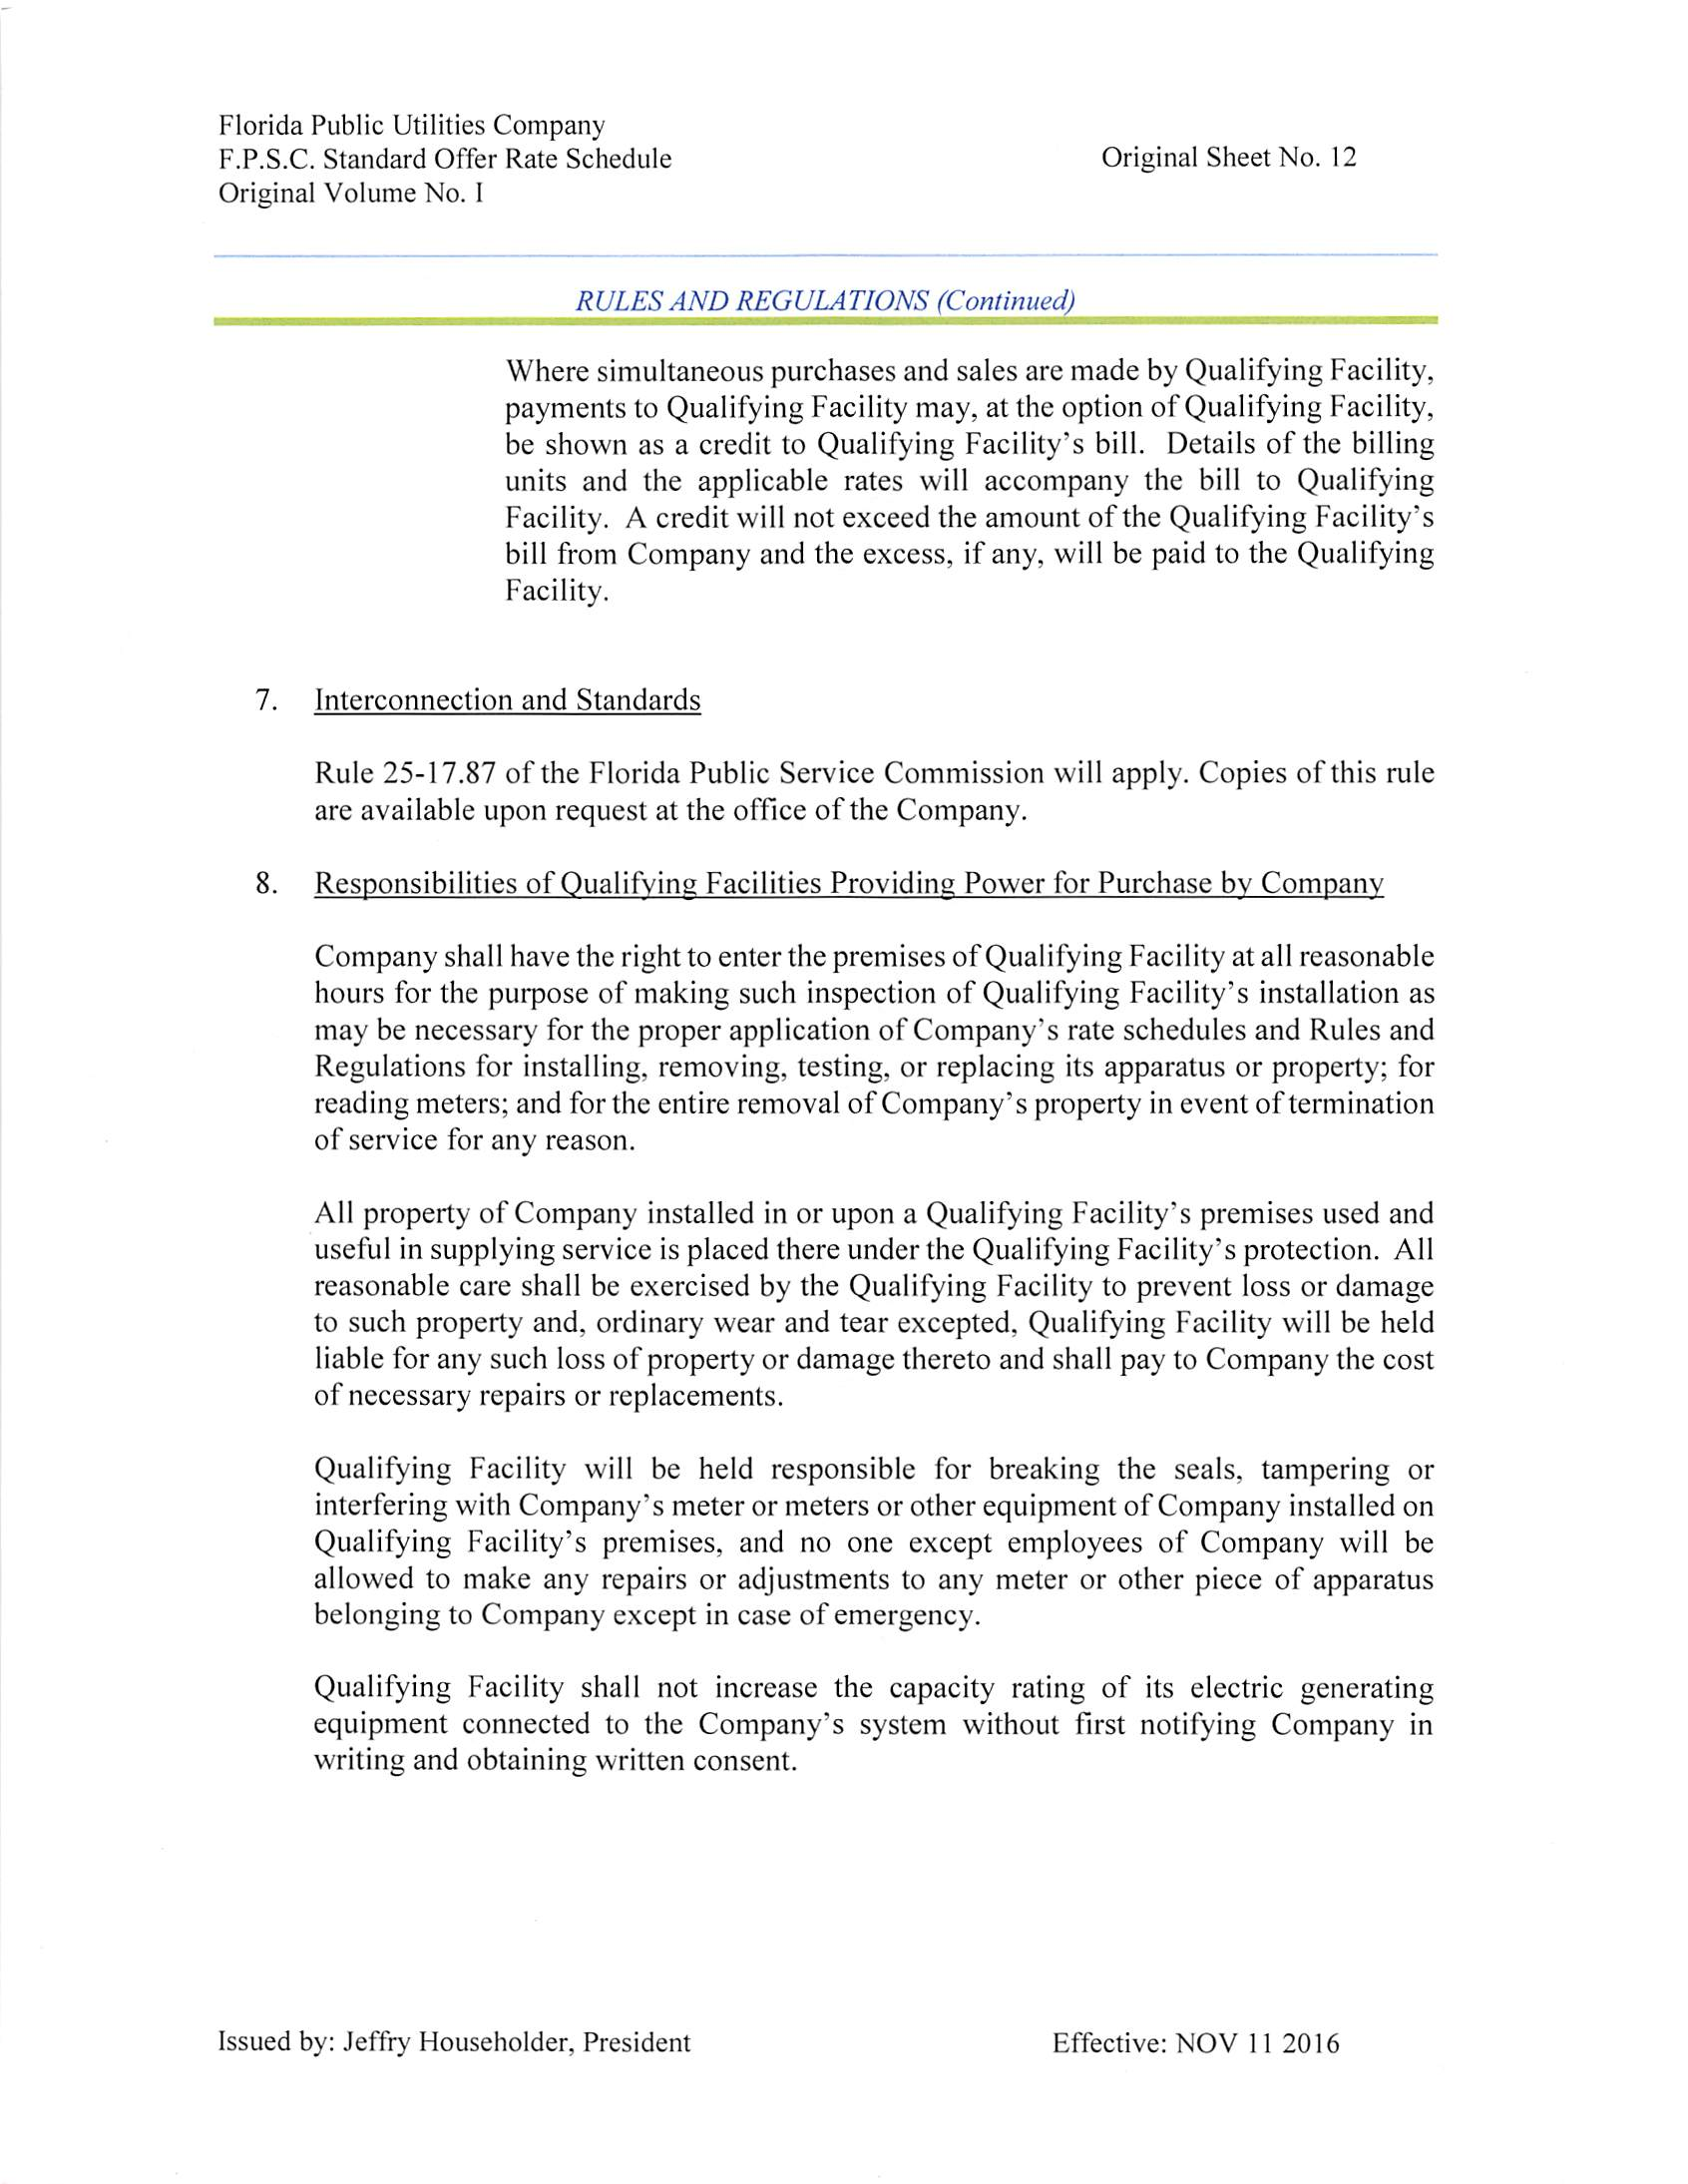 Florida Public Utilities Company
F.P.S.C. Standard Offer Rate Schedule
Original Sheet No. 12
Original Volume No. I
RULES AND REGULATIONS (Continued)
Where simultaneous purchases and sales are made by Qualifying Facility,
payments to Qualifying Facility may, at the option of Qualifying Facility,
be shown as a credit to Qualifying Facility's bill. Details of the billing
units and the applicable rates will accompany the bill to Qualifying
Facility. A credit will not exceed the amount of the Qualifying Facility's
bill from Company and the excess, if any, will be paid to the Qualifying
Facility.
7. Interconnection and Standards
Rule 25-17.87 of the Florida Public Service Commission will apply. Copies of this rule
are available upon request at the office of the Company.
8. Responsibilities of Qualifying Facilities Providing Power for Purchase by Company
Company shall have the right to enter the premises of Qualifying Facility at all reasonable
hours for the purpose of making such inspection of Qualifying Facility's installation as
may be necessary for the proper application of Company's rate schedules and Rules and
Regulations for installing, removing, testing, or replacing its apparatus or property; for
reading meters; and for the entire removal of Company's property in event of termination
of service for any reason.
All property of Company installed in or upon a Qualifying Facility's premises used and
useful in supplying service is placed there under the Qualifying Facility's protection. All
reasonable care shall be exercised by the Qualifying Facility to prevent loss or damage
to such property and, ordinary wear and tear excepted, Qualifying Facility will be held
liable for any such loss of property or damage thereto and shall pay to Company the cost
of necessary repairs or replacements.
Qualifying Facility will be held responsible for breaking the seals, tampering or
interfering with Company's meter or meters or other equipment of Company installed on
Qualifying Facility's premises, and no one except employees of Company will be
allowed to make any repairs or adjustments to any meter or other piece of apparatus
belonging to Company except in case of emergency.
Qualifying Facility shall not increase the capacity rating of its electric generating
equipment connected to the Company's system without first notifying Company in
writing and obtaining written consent.
Issued by: Jeffry Householder, President
Effective: NOV 11 2016